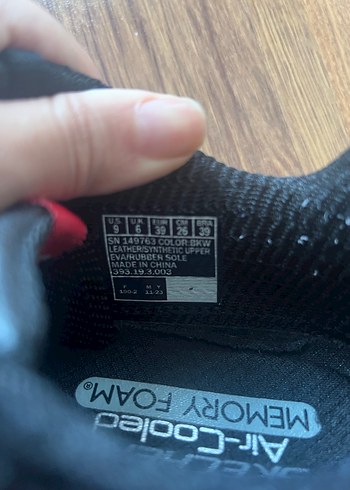 U.S. U.K. EUR CM BRA
9 6 39 26 39
SN 149763 COLOR:BKW
LEATHER/SYNTHETIC UPPER
EVA/RUBBER SOLE
MADE IN CHINA
393.19.3.003
MEMORY FOAM®
Air-Cooled